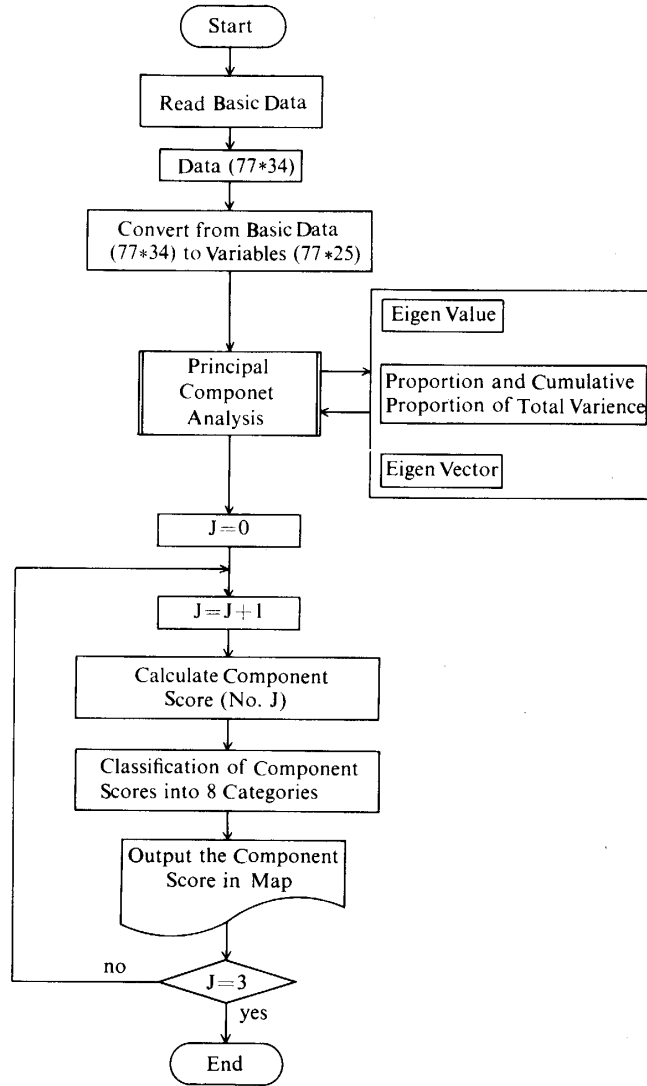 Start
Read Basic Data
Data (77*34)
Convert from Basic Data
(77*34) to Variables (77*25)
Principal
Componet
Analysis
Eigen Value
Proportion and Cumulative
Proportion of Total Varience
Eigen Vector
J=0
J=J+1
Calculate Component
Score (No. J)
Classification of Component
Scores into 8 Categories
Output the Component
Score in Map
no
J=3
yes
End